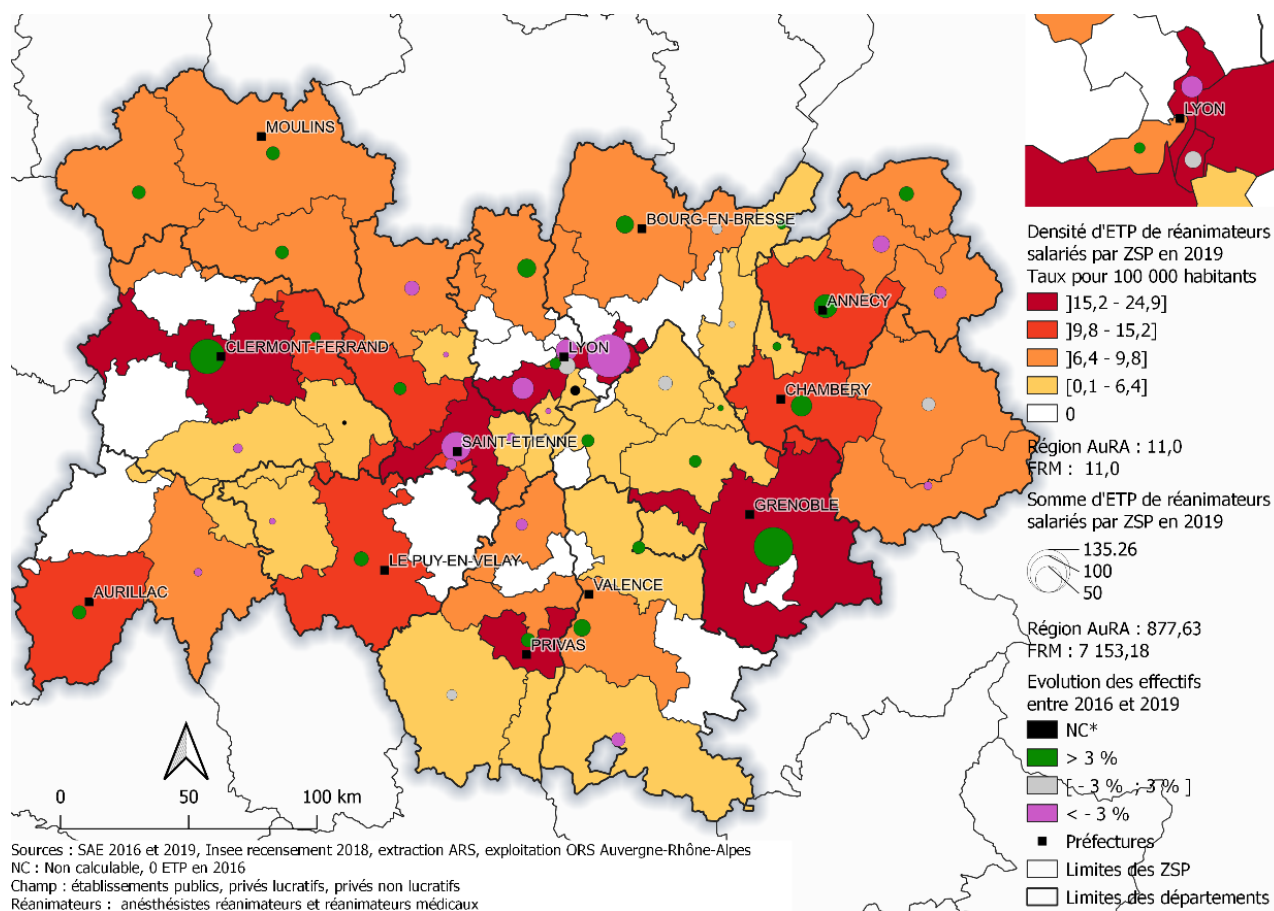 MOULINS
BOURG-EN-BRESSE
ANNECY
CLERMONT-FERRAND
LYON
CHAMBERY
SAINT-ETIENNE
GRENOBLE
LE PUY-EN-VELAY
VALENCE
AURILLAC
PRIVAS
0 50 100 km
Sources : SAE 2016 et 2019, Insee recensement 2018, extraction ARS, exploitation ORS Auvergne-Rhône-Alpes
NC : Non calculable, 0 ETP en 2016
Champ : établissements publics, privés lucratifs, privés non lucratifs
Réanimateurs : anésthésistes réanimateurs et réanimateurs médicaux
LYON
Densité d'ETP de réanimateurs
salariés par ZSP en 2019
Taux pour 100 000 habitants
]15,2 - 24,9]
]9,8 - 15,2]
]6,4 - 9,8]
[0,1 - 6,4]
0
Région AuRA : 11,0
FRM : 11,0
Somme d'ETP de réanimateurs
salariés par ZSP en 2019
135.26
100
50
Région AuRA : 877,63
FRM : 7 153,18
Evolution des effectifs
entre 2016 et 2019
NC*
> 3 %
[ - 3 % ; 3 % ]
< - 3 %
Préfectures
Limites des ZSP
Limites des départements